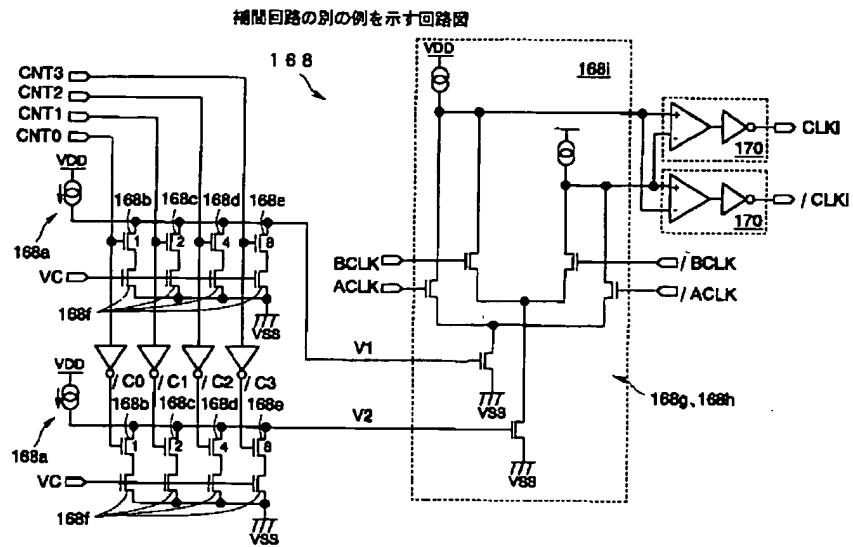 補間回路の別の例を示す回路図
168
VDD
168i
CNT3
CNT2
CNT1
CNT0
CLKI
170
/CLKI
170
VDD
168b 168c 168d 168e
168a
1 2 4 8
BCLK
/BCLK
VC
ACLK
/ACLK
168f
VSS
V1
VDD
/C0 /C1 /C2 /C3
VSS
168g、168h
168b 168c 168d 168e
V2
168a
1 2 4 8
VSS
VC
168f
VSS